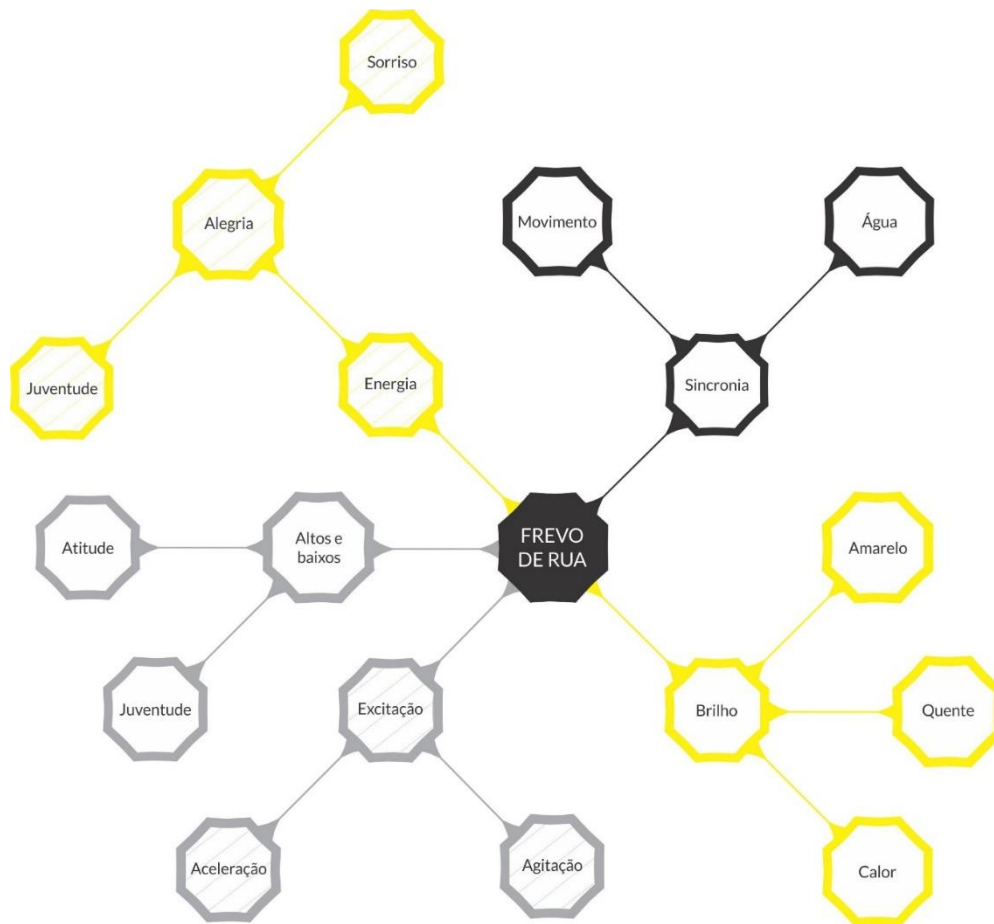 Sorriso
Alegria
Movimento
Água
Juventude
Energia
Sincronia
Atitude
Altos e
baixos
FREVO
DE RUA
Amarelo
Juventude
Excitação
Brilho
Quente
Aceleração
Agitação
Calor